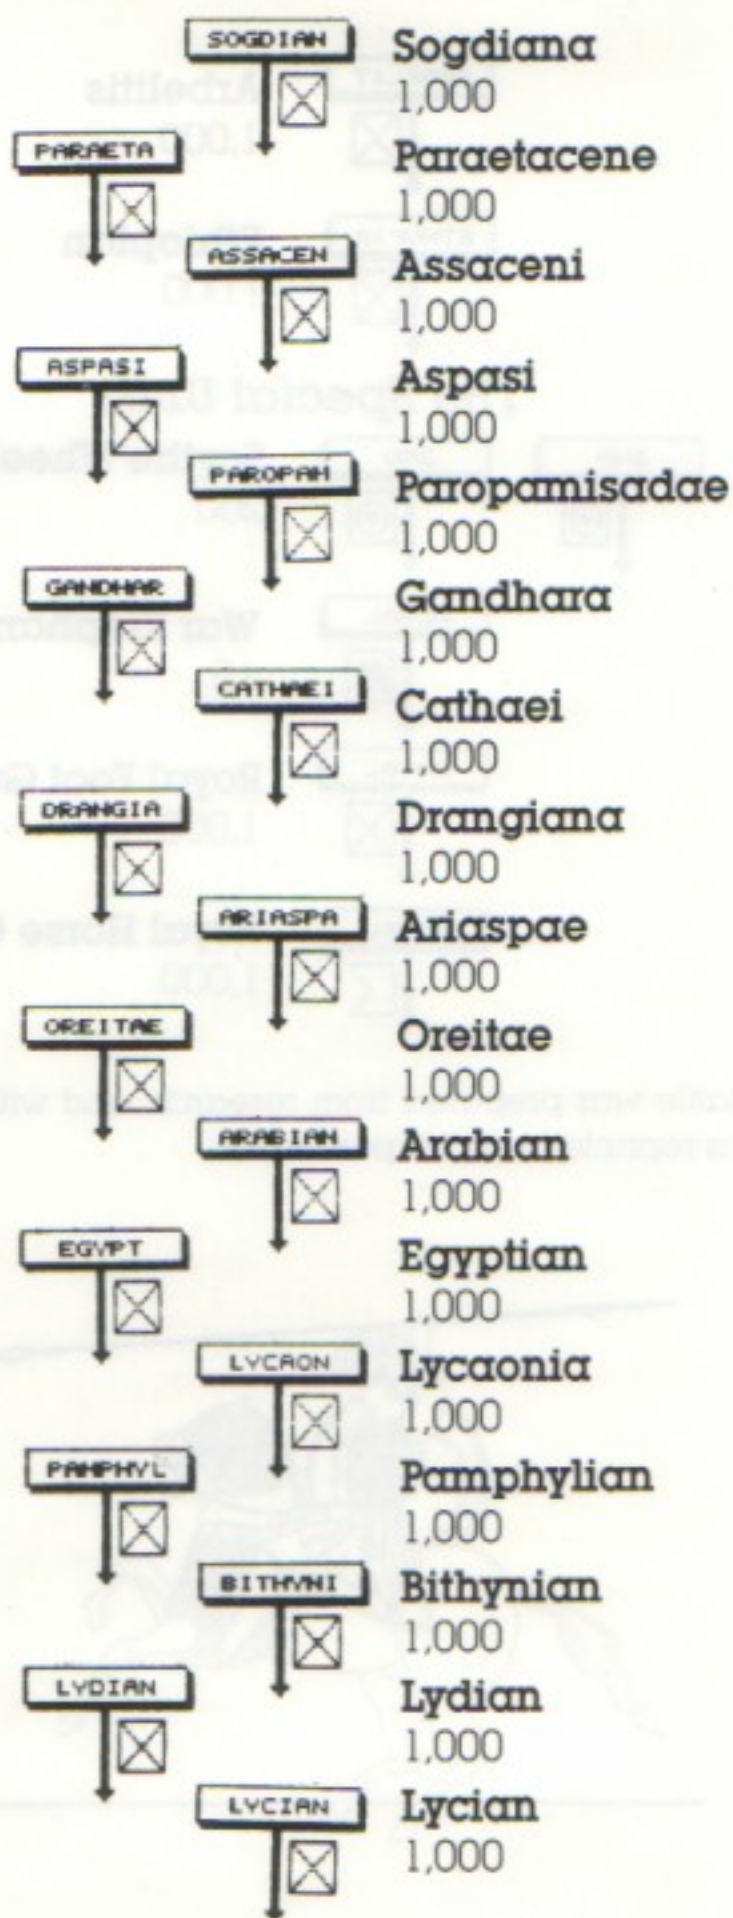 SOGDIAN Sogdiana
1,000
PARAETA Paraetacene
1,000
ASSACEN Assaceni
1,000
ASPASI Aspasi
1,000
PAROPAM Paropamisadae
1,000
GANDHAR Gandhara
1,000
CATHAEI Cathaei
1,000
DRANGIA Drangiana
1,000
ARIASPA Ariaspae
1,000
OREITAE Oreitae
1,000
ARABIAN Arabian
1,000
EGYPT Egyptian
1,000
LYCAON Lycaonia
1,000
PAMPHYL Pamphylian
1,000
BITHYNI Bithynian
1,000
LYDIAN Lydian
1,000
LYCIAN Lycian
1,000